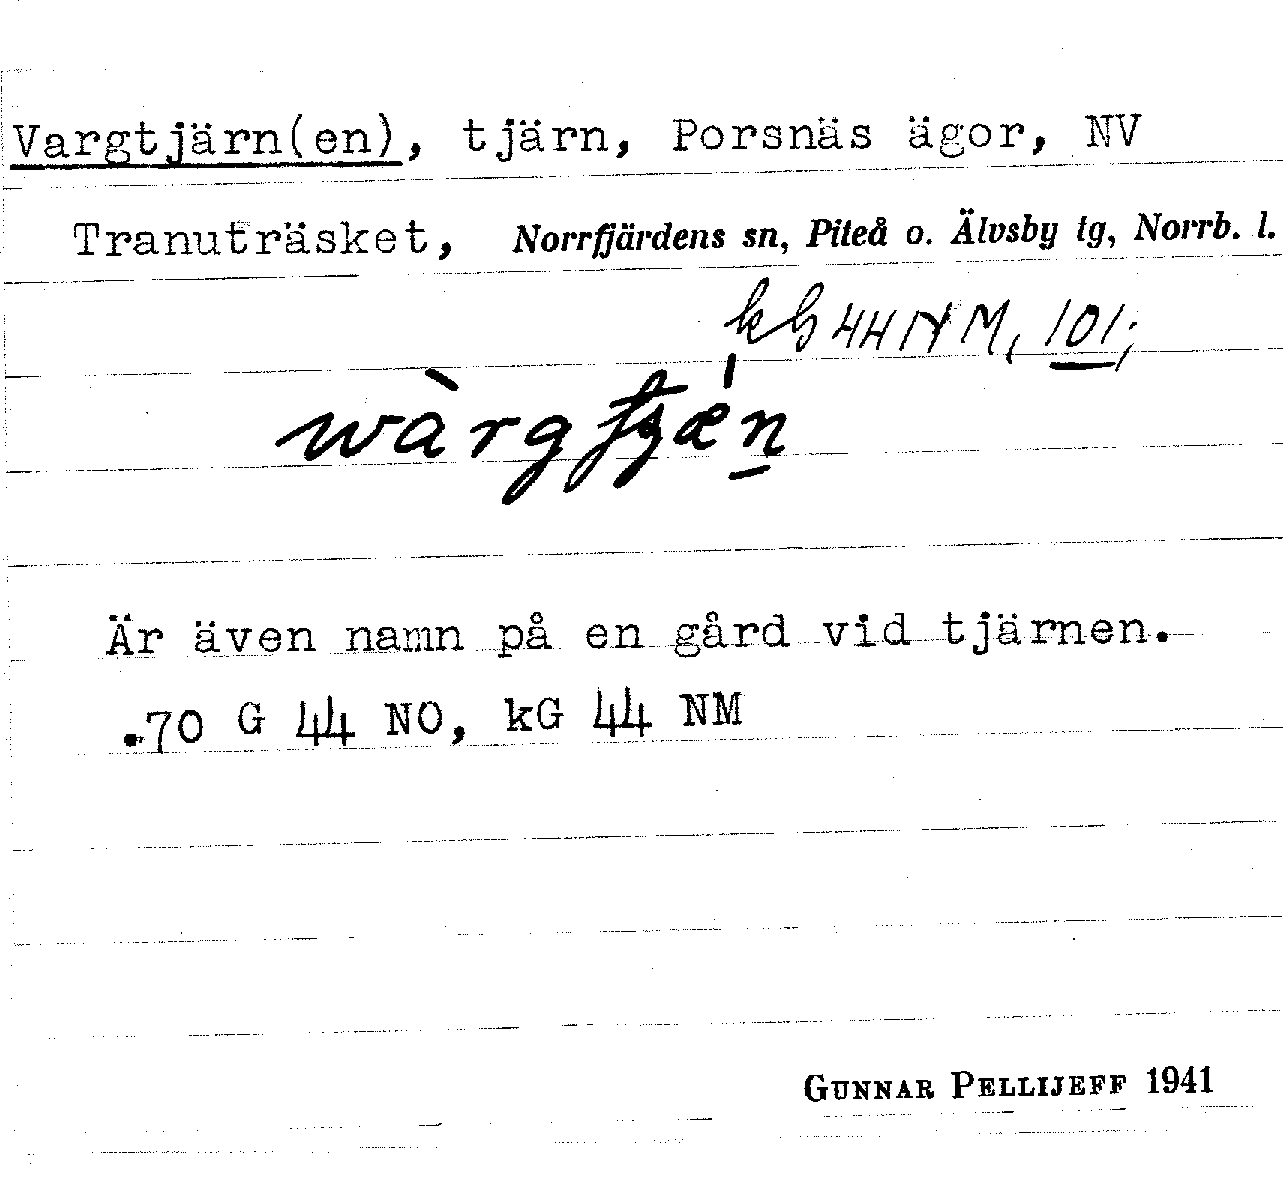 Vargtjärn(en), tjärn, Porsnäs ägor, NV
Tranuträsket, Norrfjärdens sn, Piteå o. Älvsby tg, Norrb. l.
kG 44 NM, 101;
wàrgtjǽn
Är även namn på en gård vid tjärnen.
70 G 44 NO, kG 44 NM
GUNNAR PELLIJEFF 1941